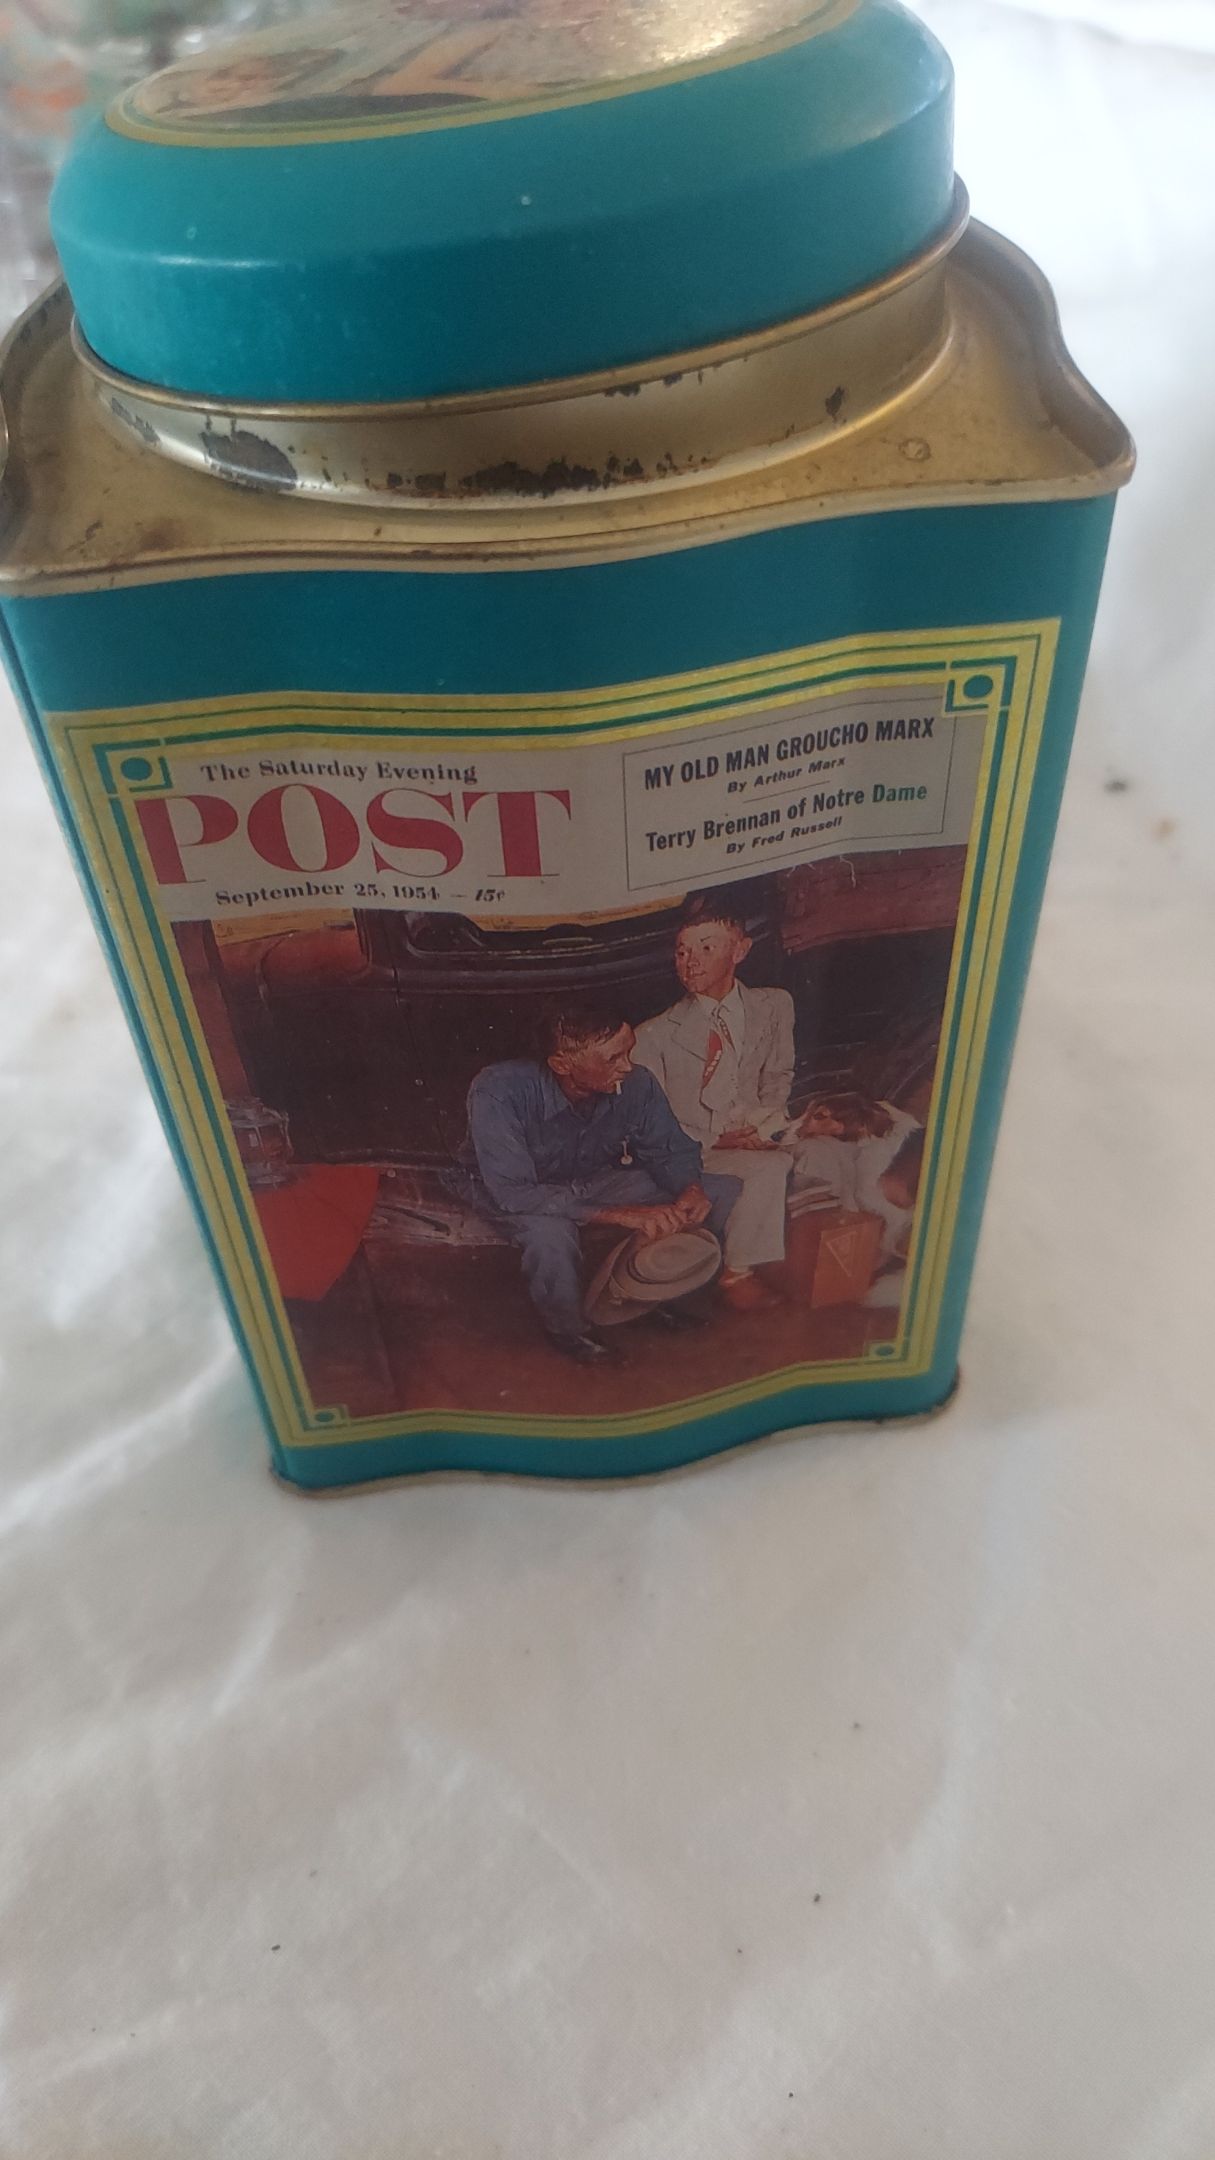 The Saturday Evening
POST
September 25, 1954 – 15¢
MY OLD MAN GROUCHO MARX
By Arthur Marx
Terry Brennan of Notre Dame
By Fred Russell